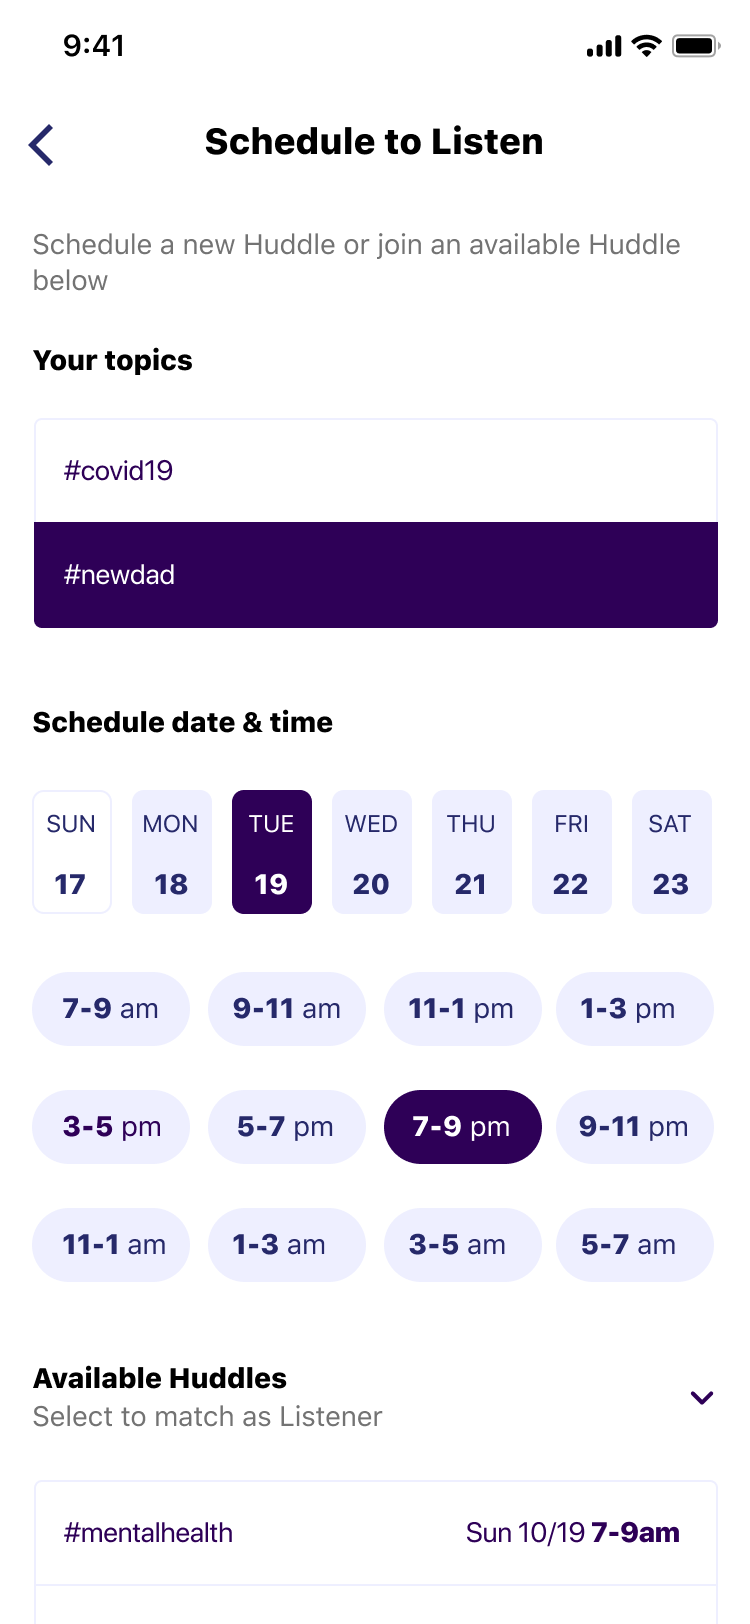 9:41
Schedule to Listen
Schedule a new Huddle or join an available Huddle
below
Your topics
#covid19
#newdad
Schedule date & time
SUN MON TUE WED THU FRI SAT
17 18 19 20 21 22 23
7-9 am 9-11 am 11-1 pm 1-3 pm
3-5 pm 5-7 pm 7-9 pm 9-11 pm
11-1 am 1-3 am 3-5 am 5-7 am
Available Huddles
Select to match as Listener
#mentalhealth Sun 10/19 7-9am